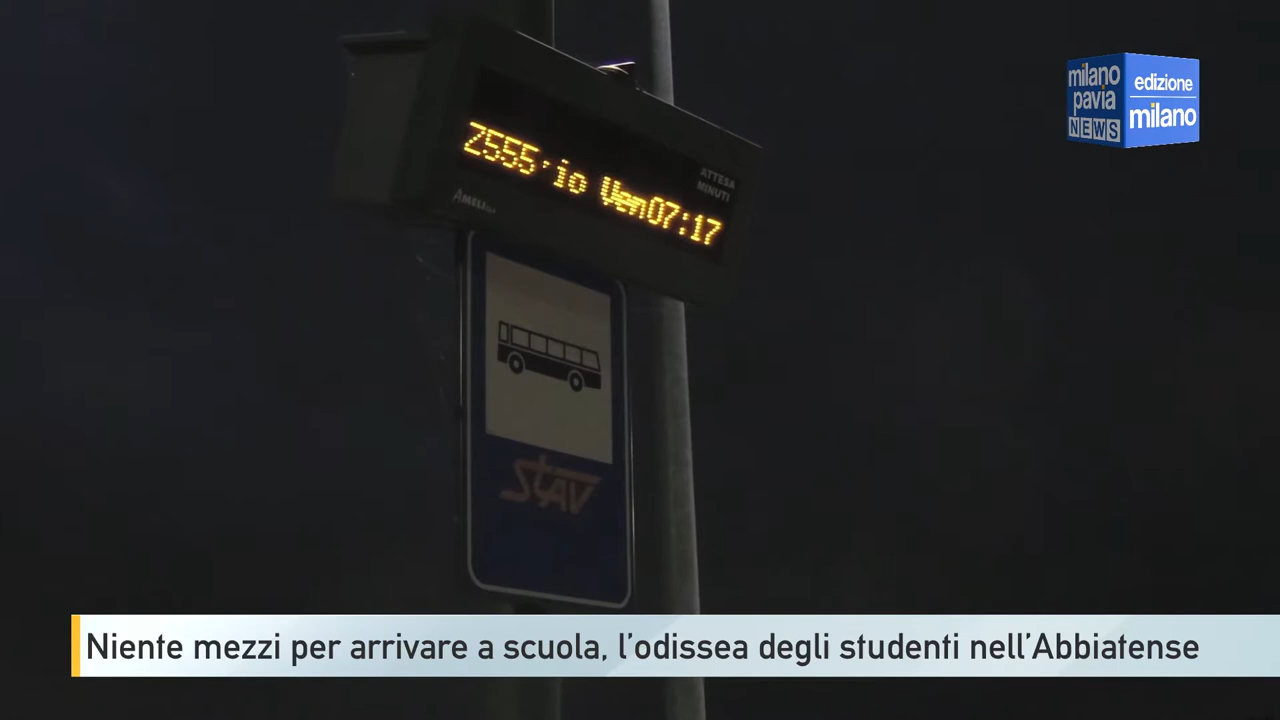 milano
pavia
NEWS
edizione
milano
Z555 io Ven07:17
ATTESA
MINUTI
AMELI
STAV
Niente mezzi per arrivare a scuola, l'odissea degli studenti nell'Abbiatense